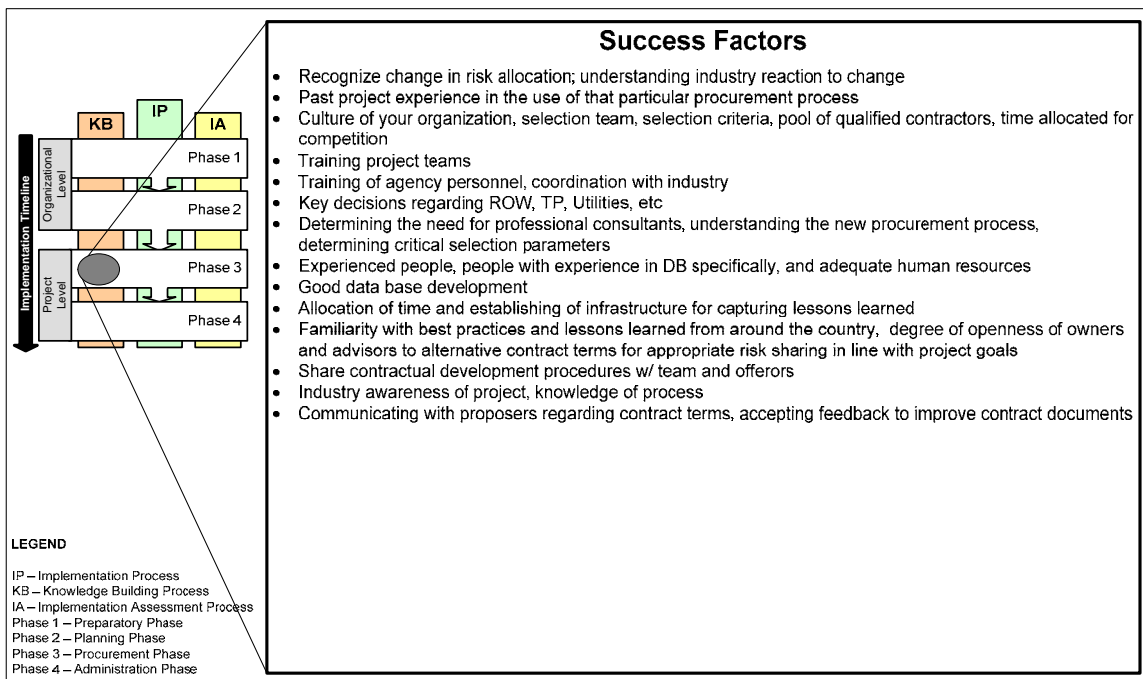 Success Factors
• Recognize change in risk allocation; understanding industry reaction to change
• Past project experience in the use of that particular procurement process
• Culture of your organization, selection team, selection criteria, pool of qualified contractors, time allocated for
competition
• Training project teams
• Training of agency personnel, coordination with industry
• Key decisions regarding ROW, TP, Utilities, etc
• Determining the need for professional consultants, understanding the new procurement process,
determining critical selection parameters
• Experienced people, people with experience in DB specifically, and adequate human resources
• Good data base development
• Allocation of time and establishing of infrastructure for capturing lessons learned
• Familiarity with best practices and lessons learned from around the country, degree of openness of owners
and advisors to alternative contract terms for appropriate risk sharing in line with project goals
• Share contractual development procedures w/ team and offerors
• Industry awareness of project, knowledge of process
• Communicating with proposers regarding contract terms, accepting feedback to improve contract documents
KB
IP
IA
Implementation Timeline
Organizational
Level
Project
Level
Phase 1
Phase 2
Phase 3
Phase 4
LEGEND
IP – Implementation Process
KB – Knowledge Building Process
IA – Implementation Assessment Process
Phase 1 – Preparatory Phase
Phase 2 – Planning Phase
Phase 3 – Procurement Phase
Phase 4 – Administration Phase